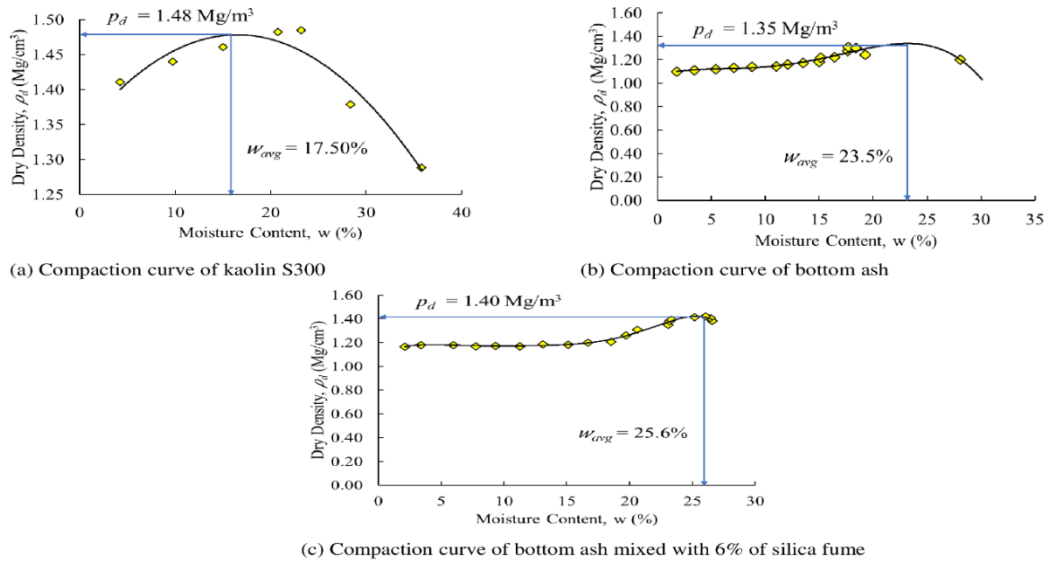 p_d = 1.48 Mg/m³
1.50
1.45
1.40
1.35
1.30
1.25
Dry Density, ρ_d (Mg/cm³)
w_avg = 17.50%
0 10 20 30 40
Moisture Content, w (%)
(a) Compaction curve of kaolin S300
p_d = 1.35 Mg/m³
1.60
1.40
1.20
1.00
0.80
0.60
0.40
0.20
0.00
Dry Density, ρ_d (Mg/cm³)
w_avg = 23.5%
0 5 10 15 20 25 30 35
Moisture Content, w (%)
(b) Compaction curve of bottom ash
p_d = 1.40 Mg/m³
1.60
1.40
1.20
1.00
0.80
0.60
0.40
0.20
0.00
Dry Density, ρ_d (Mg/cm³)
w_avg = 25.6%
0 5 10 15 20 25 30
Moisture Content, w (%)
(c) Compaction curve of bottom ash mixed with 6% of silica fume